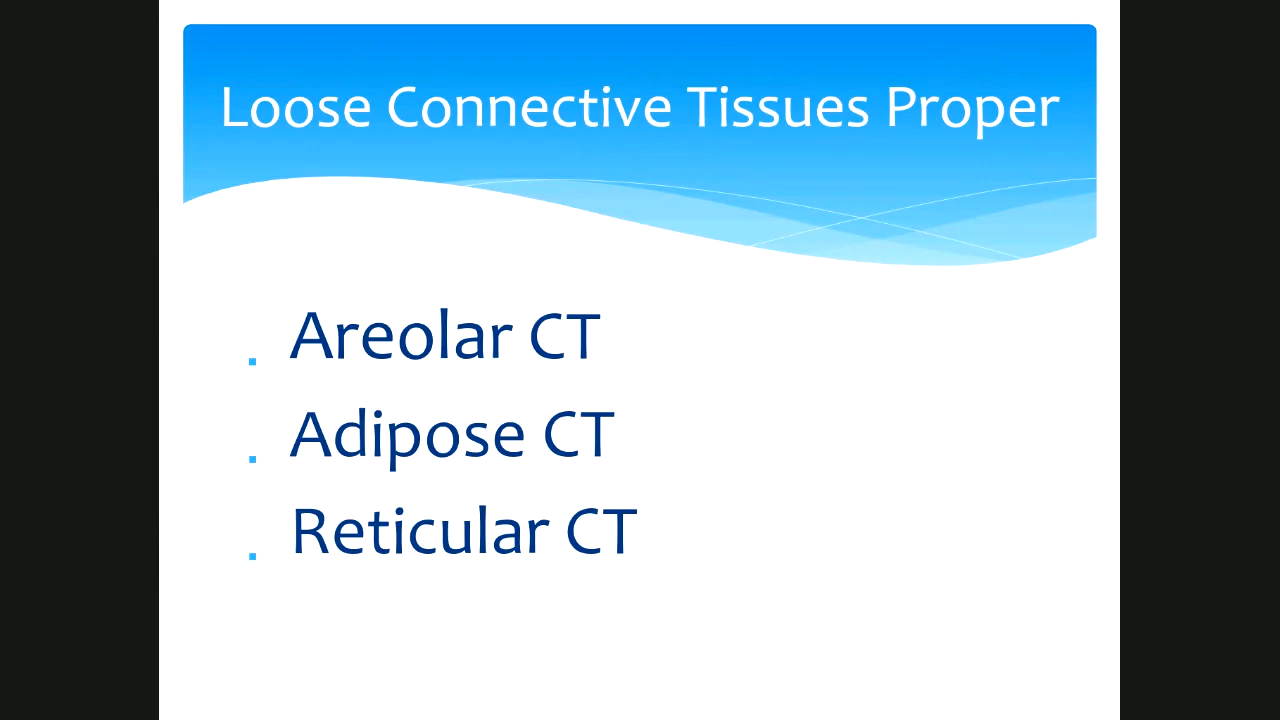 Loose Connective Tissues Proper
Areolar CT
Adipose CT
Reticular CT